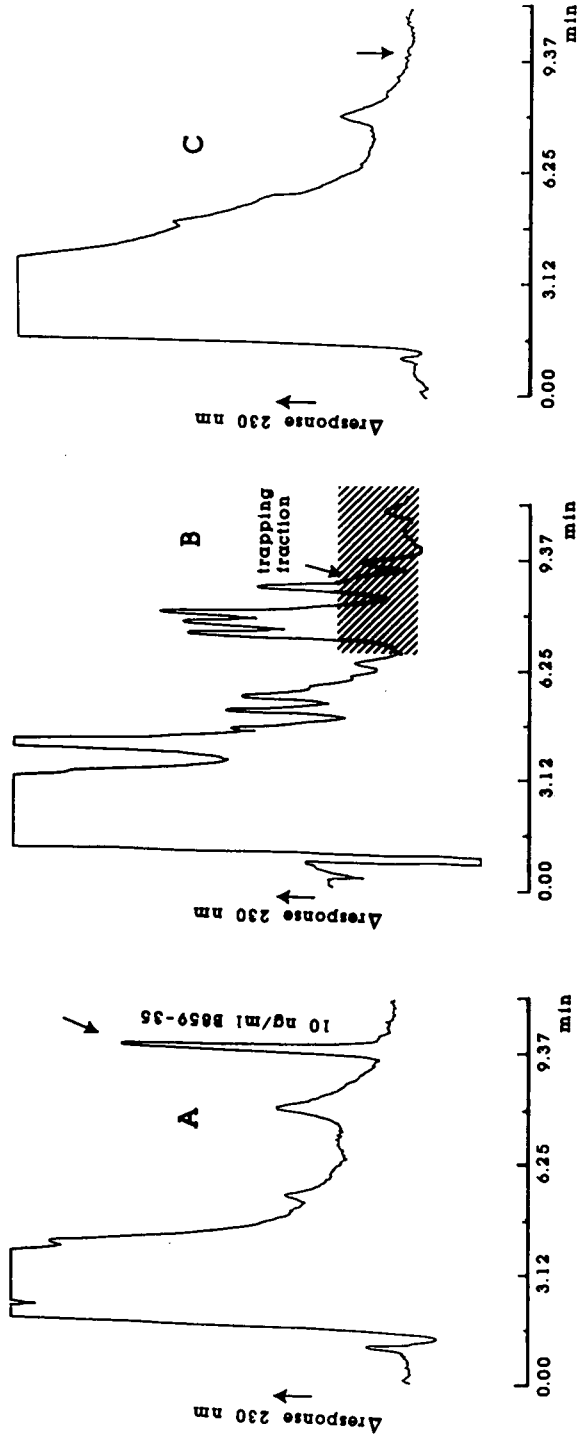 A
Δresponse 230 nm
10 ng/ml B859-35
0.00 3.12 6.25 9.37
min
B
Δresponse 230 nm
trapping
fraction
0.00 3.12 6.25 9.37
min
C
Δresponse 230 nm
0.00 3.12 6.25 9.37
min